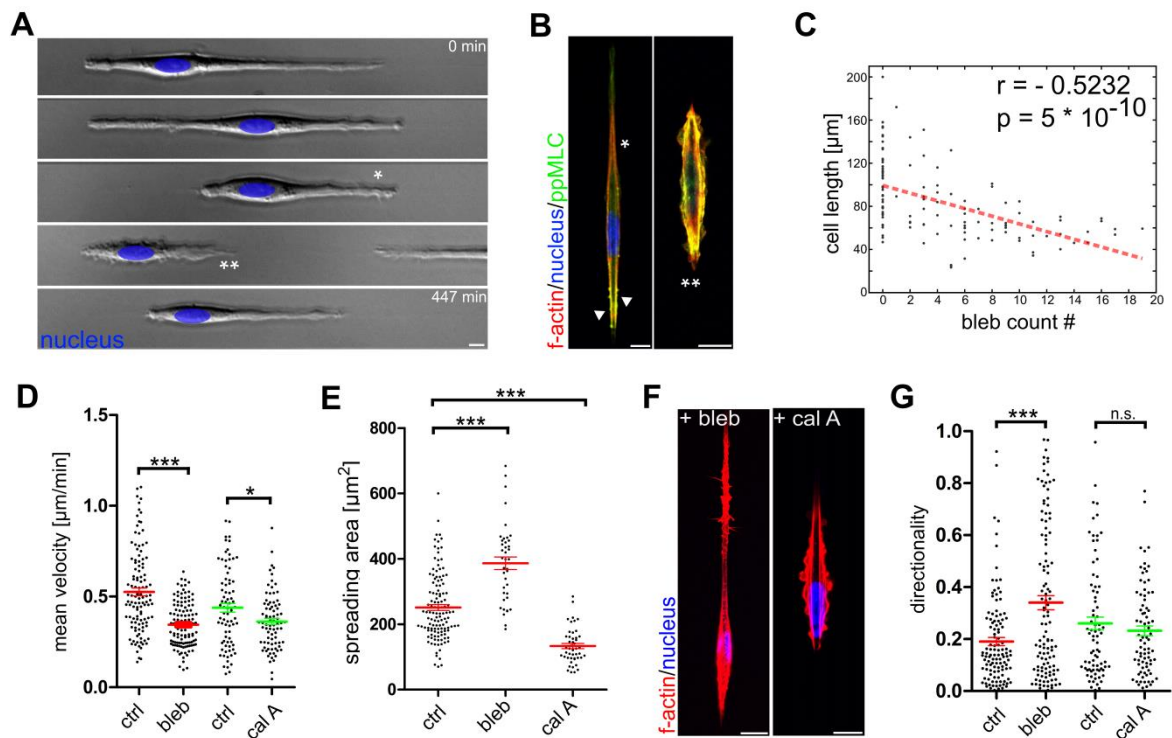 A
0 min
*
**
447 min
nucleus
B
f-actin/nucleus/ppMLC
*
**
C
r = - 0.5232
p = 5 * 10⁻¹⁰
cell length [µm]
200
160
120
80
40
0
0 2 4 6 8 10 12 14 16 18 20
bleb count #
D
mean velocity [µm/min]
1.5
1.0
0.5
0.0
***
*
ctrl bleb ctrl cal A
E
spreading area [µm²]
800
600
400
200
0
***
***
ctrl bleb cal A
F
f-actin/nucleus
+ bleb
+ cal A
G
directionality
1.0
0.8
0.6
0.4
0.2
0.0
*** n.s.
ctrl bleb ctrl cal A